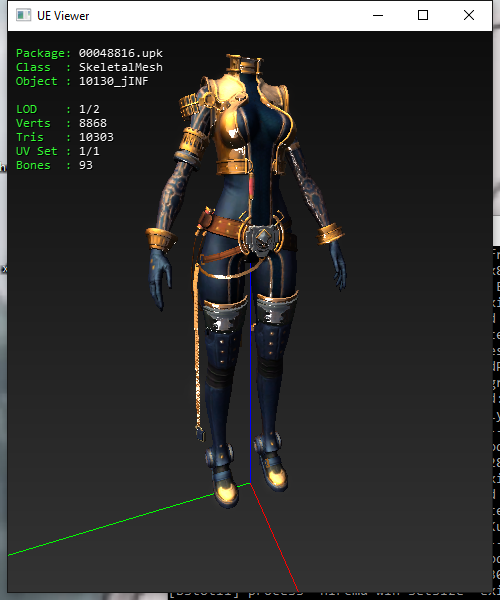 UE Viewer
Package: 00048816.upk
Class  : SkeletalMesh
Object : 10130_jINF
LOD    : 1/2
Verts  : 8868
Tris   : 10303
UV Set : 1/1
Bones  : 93